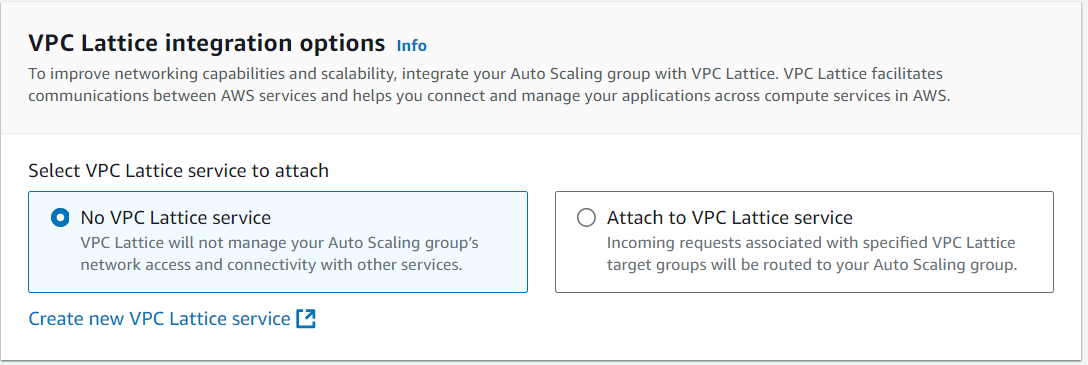 VPC Lattice integration options Info
To improve networking capabilities and scalability, integrate your Auto Scaling group with VPC Lattice. VPC Lattice facilitates
communications between AWS services and helps you connect and manage your applications across compute services in AWS.
Select VPC Lattice service to attach
No VPC Lattice service
VPC Lattice will not manage your Auto Scaling group's
network access and connectivity with other services.
Attach to VPC Lattice service
Incoming requests associated with specified VPC Lattice
target groups will be routed to your Auto Scaling group.
Create new VPC Lattice service